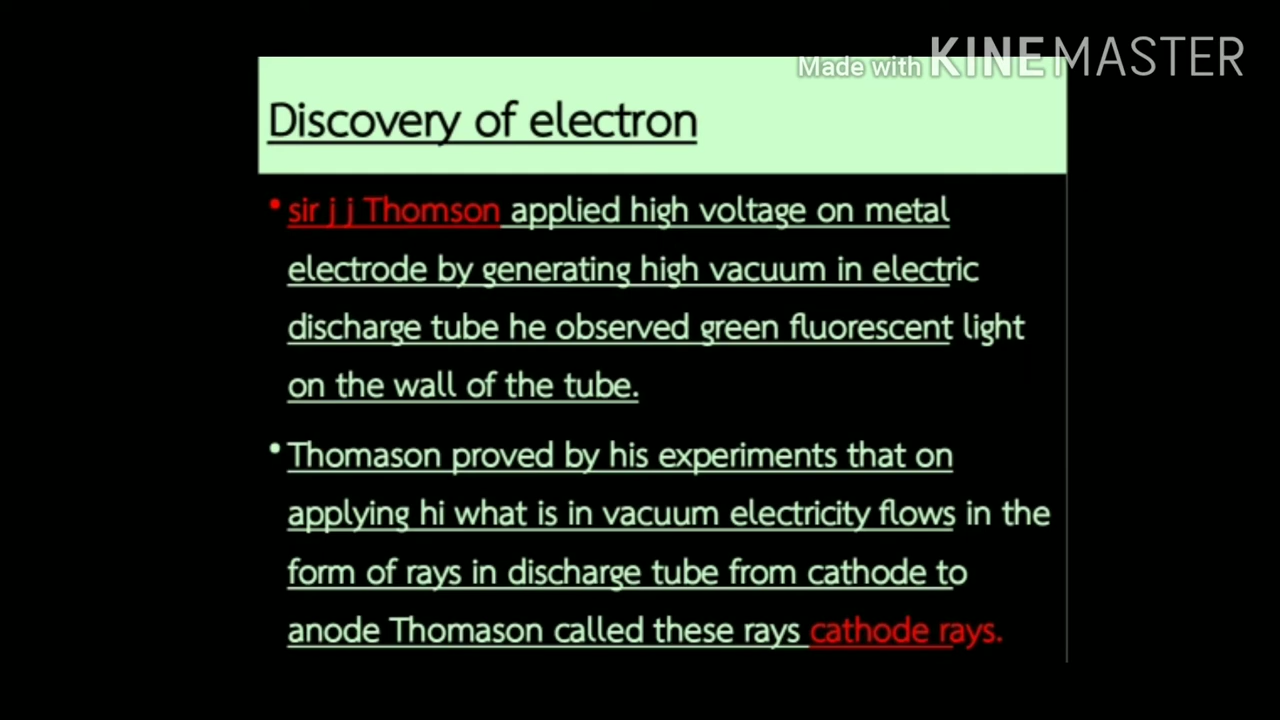 Made with KINEMASTER
Discovery of electron
• sir j j Thomson applied high voltage on metal
electrode by generating high vacuum in electric
discharge tube he observed green fluorescent light
on the wall of the tube.
• Thomason proved by his experiments that on
applying hi what is in vacuum electricity flows in the
form of rays in discharge tube from cathode to
anode Thomason called these rays cathode rays.